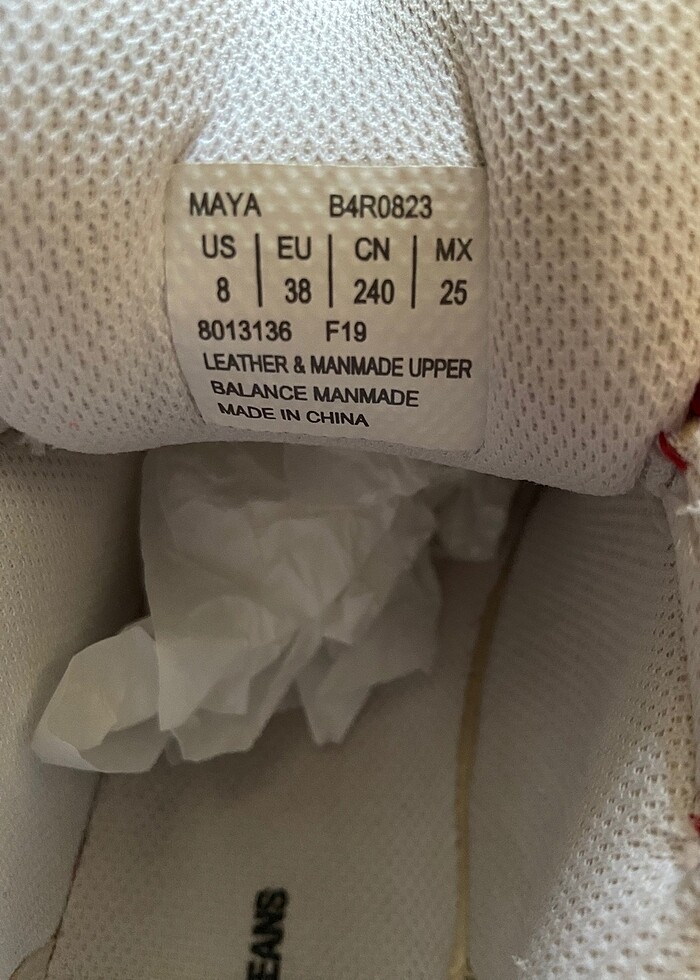 MAYA B4R0823
US | EU | CN | MX
8 | 38 | 240 | 25
8013136 F19
LEATHER & MANMADE UPPER
BALANCE MANMADE
MADE IN CHINA
EANS